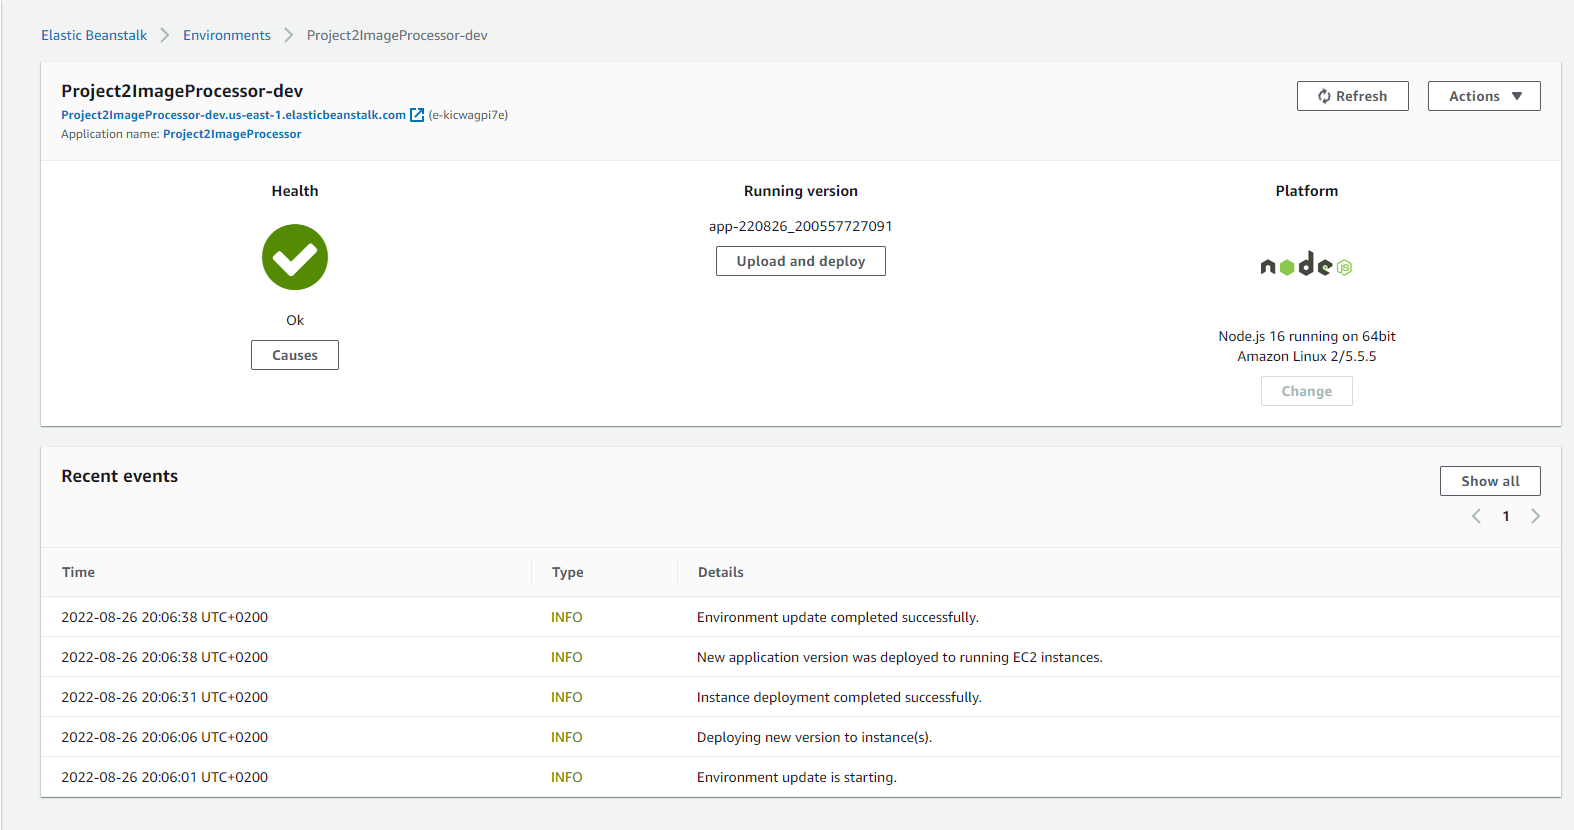 Elastic Beanstalk > Environments > Project2ImageProcessor-dev
Project2ImageProcessor-dev
Project2ImageProcessor-dev.us-east-1.elasticbeanstalk.com (e-kicwagpi7e)
Application name: Project2ImageProcessor
Refresh
Actions
Health
Ok
Causes
Running version
app-220826_200557727091
Upload and deploy
Platform
node JS
Node.js 16 running on 64bit
Amazon Linux 2/5.5.5
Change
Recent events
Show all
1
Time Type Details
2022-08-26 20:06:38 UTC+0200 INFO Environment update completed successfully.
2022-08-26 20:06:38 UTC+0200 INFO New application version was deployed to running EC2 instances.
2022-08-26 20:06:31 UTC+0200 INFO Instance deployment completed successfully.
2022-08-26 20:06:06 UTC+0200 INFO Deploying new version to instance(s).
2022-08-26 20:06:01 UTC+0200 INFO Environment update is starting.